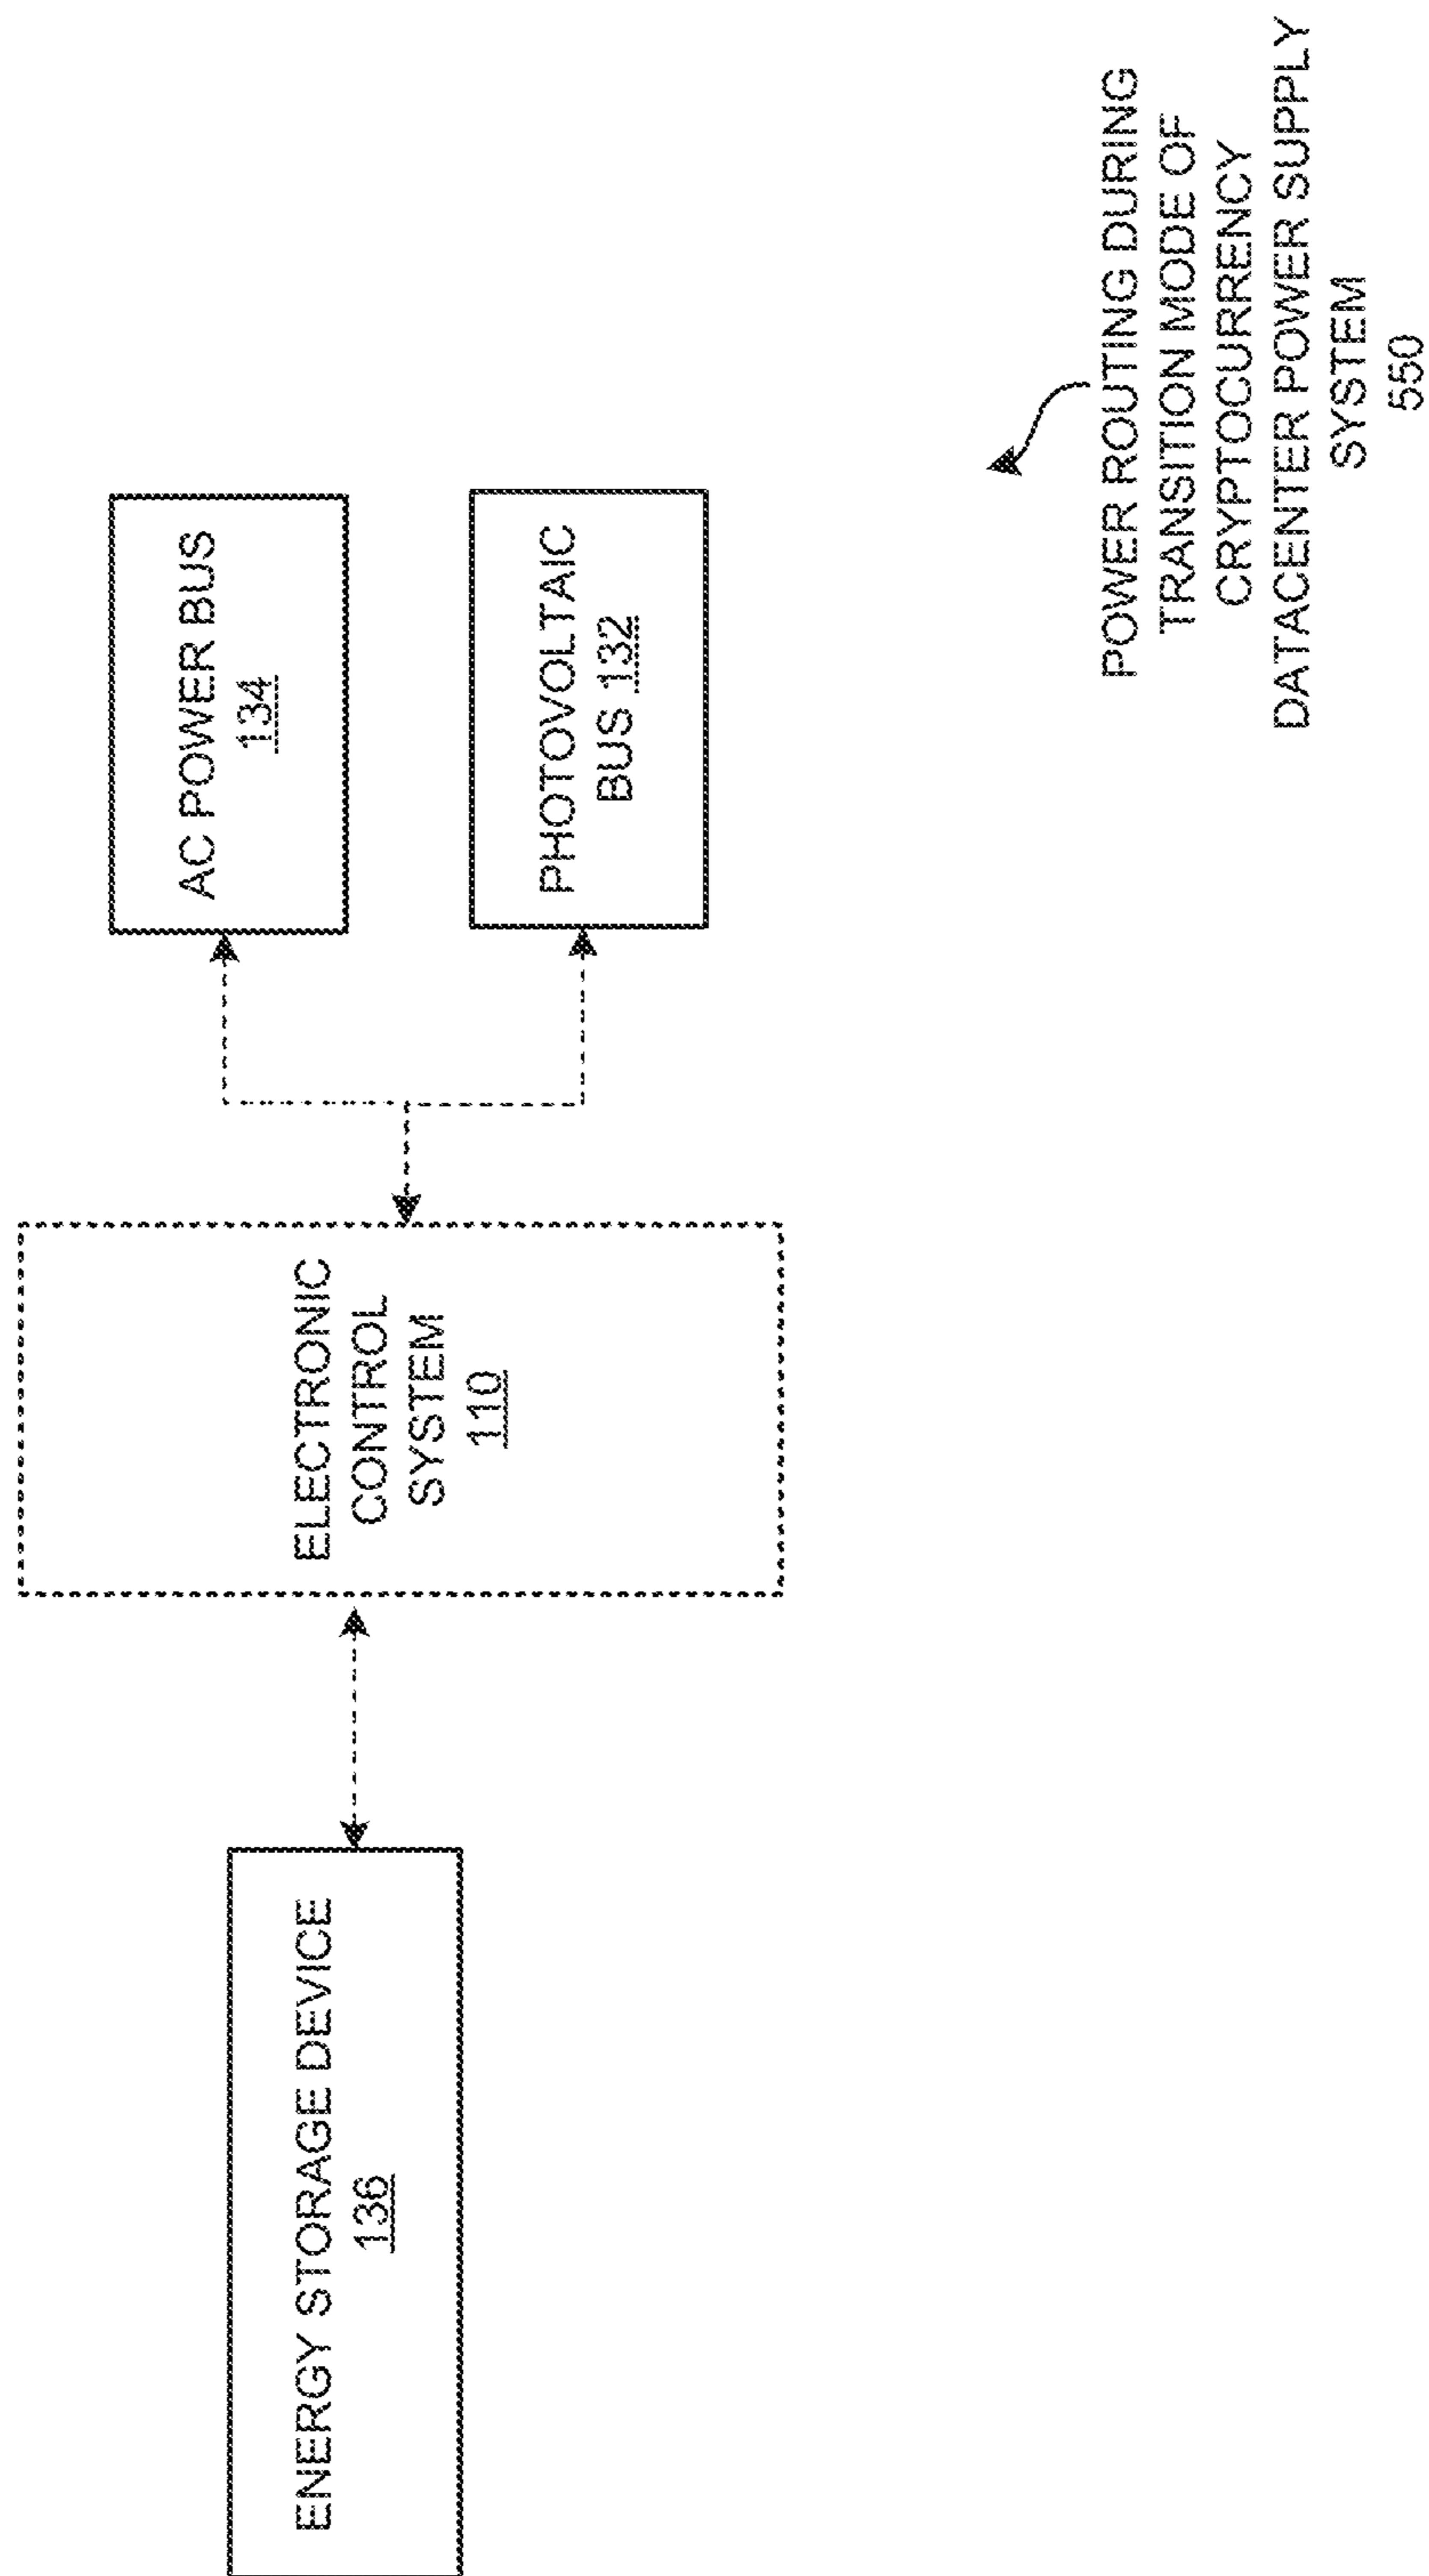 ENERGY STORAGE DEVICE
136
ELECTRONIC
CONTROL
SYSTEM
110
AC POWER BUS
134
PHOTOVOLTAIC
BUS 132
POWER ROUTING DURING
TRANSITION MODE OF
CRYPTOCURRENCY
DATACENTER POWER SUPPLY
SYSTEM
550